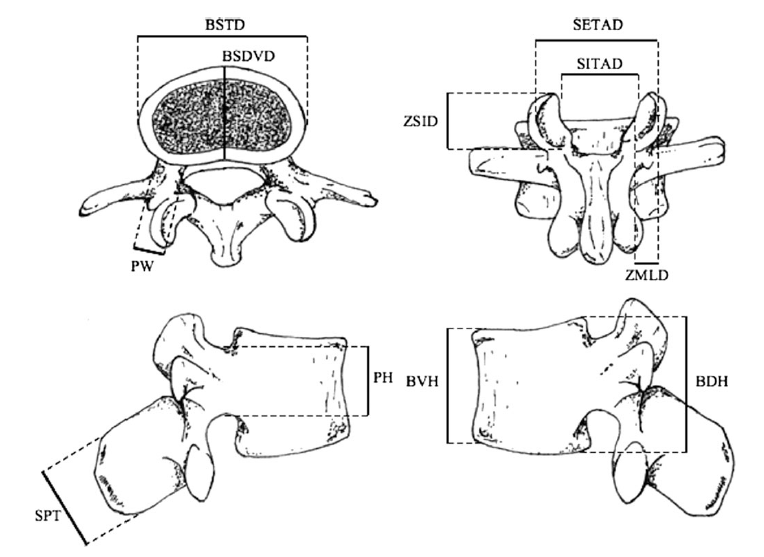 BSTD
BSDVD
PW
SETAD
SITAD
ZSID
ZMLD
PH
SPT
BVH
BDH